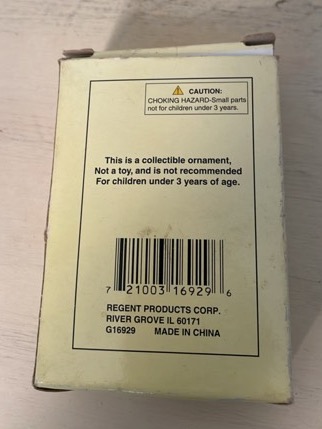 CAUTION:
CHOKING HAZARD-Small parts
not for children under 3 years.
This is a collectible ornament,
Not a toy, and is not recommended
For children under 3 years of age.
7 21003 16929 6
REGENT PRODUCTS CORP.
RIVER GROVE IL 60171
G16929 MADE IN CHINA